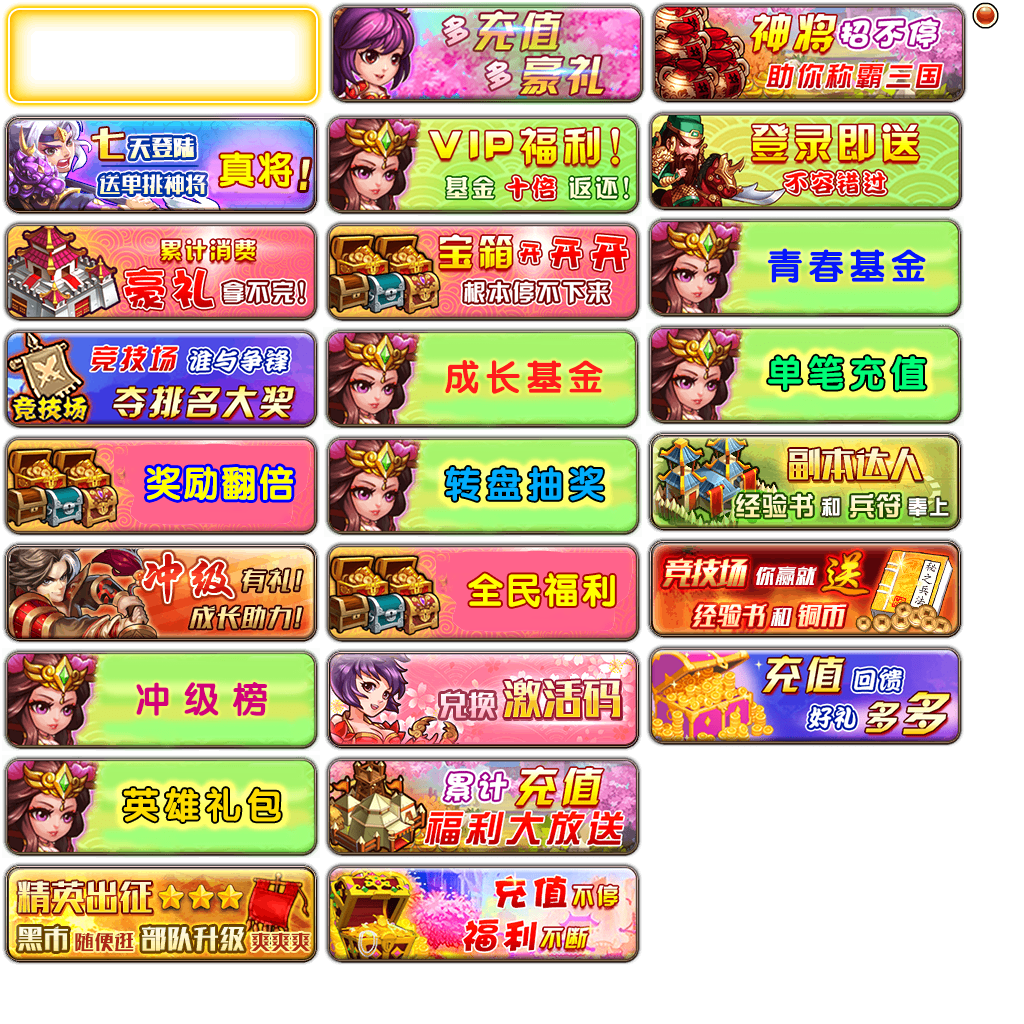 多充值
多豪礼
神将招不停
助你称霸三国
七天登陆
送单挑神将
真将!
VIP福利!
基金十倍返还!
登录即送
不容错过
累计消费
豪礼拿不完!
宝箱开开开
根本停不下来
青春基金
竞技场谁与争锋
夺排名大奖
竞技场
成长基金
单笔充值
奖励翻倍
转盘抽奖
副本达人
经验书和兵符奉上
冲级有礼!
成长助力!
全民福利
竞技场你赢就送
经验书和铜币
秘之兵法
冲级榜
兑换激活码
充值回馈
好礼多多
英雄礼包
累计充值
福利大放送
精英出征
黑市随便逛部队升级爽爽爽
充值不停
福利不断